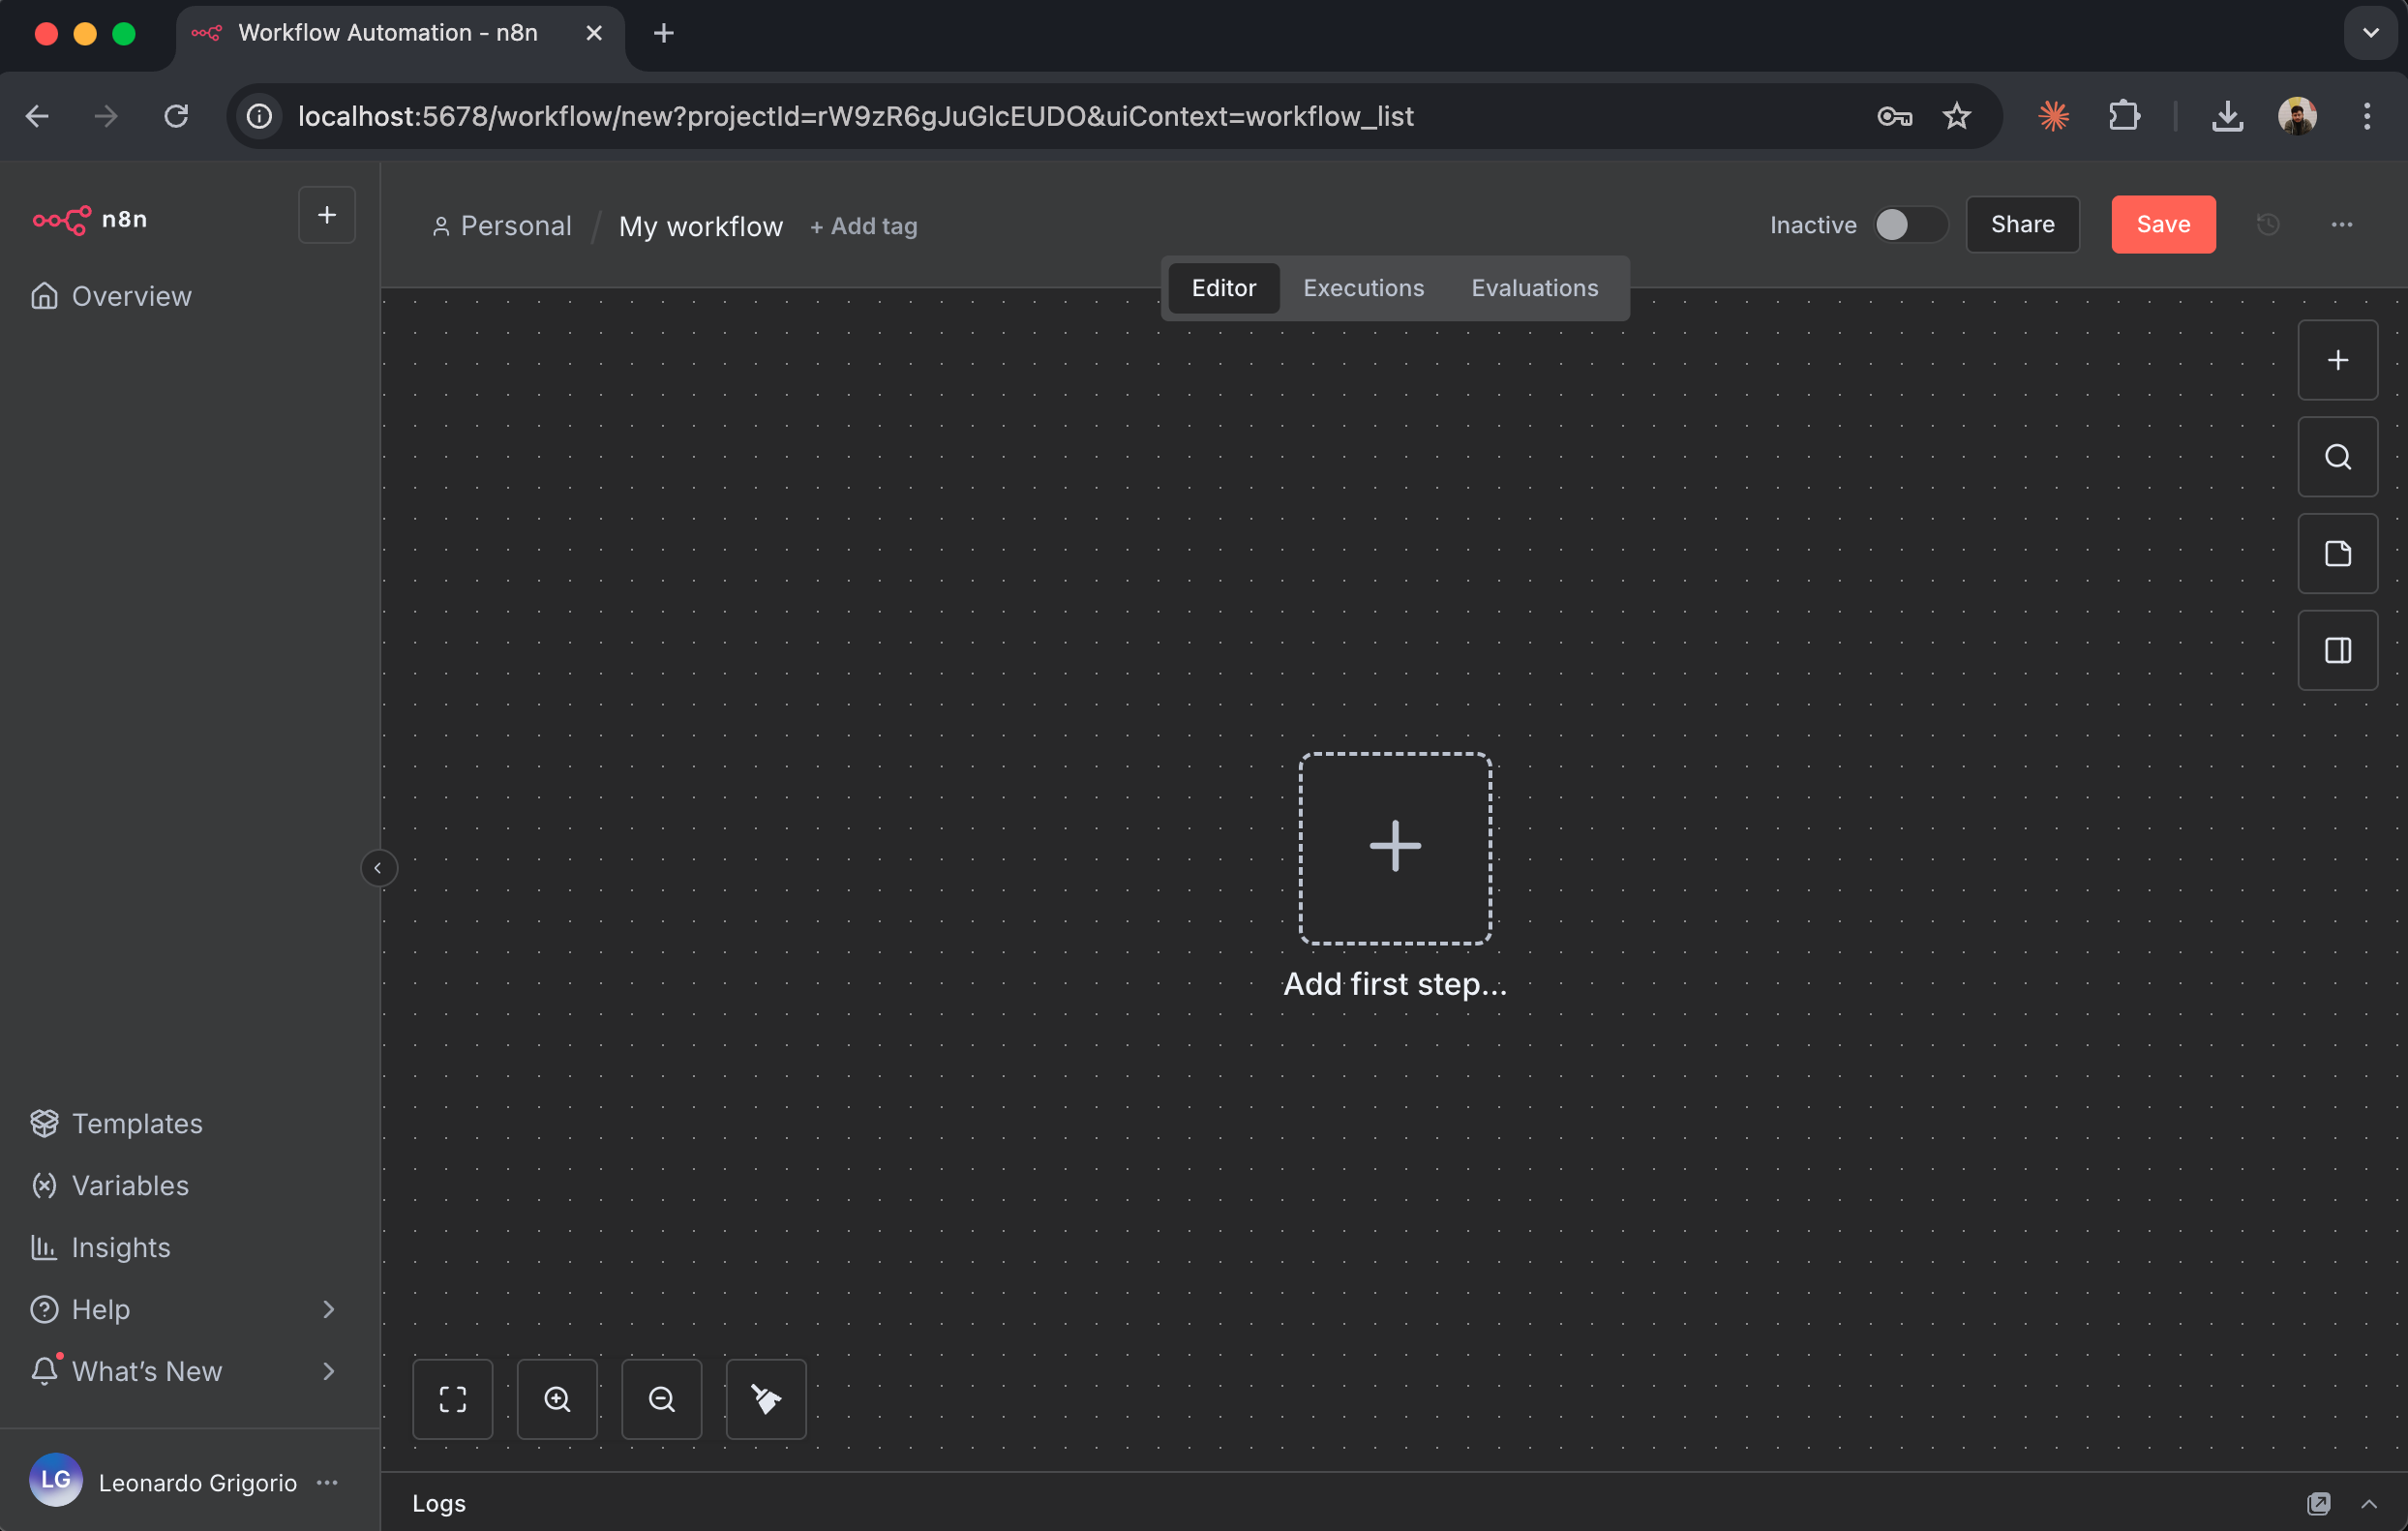 Workflow Automation - n8n
localhost:5678/workflow/new?projectId=rW9zR6gJuGlcEUDO&uiContext=workflow_list
n8n
Personal / My workflow + Add tag
Inactive Share Save
Editor Executions Evaluations
Overview
Add first step...
Templates
Variables
Insights
Help
What's New
LG Leonardo Grigorio
Logs